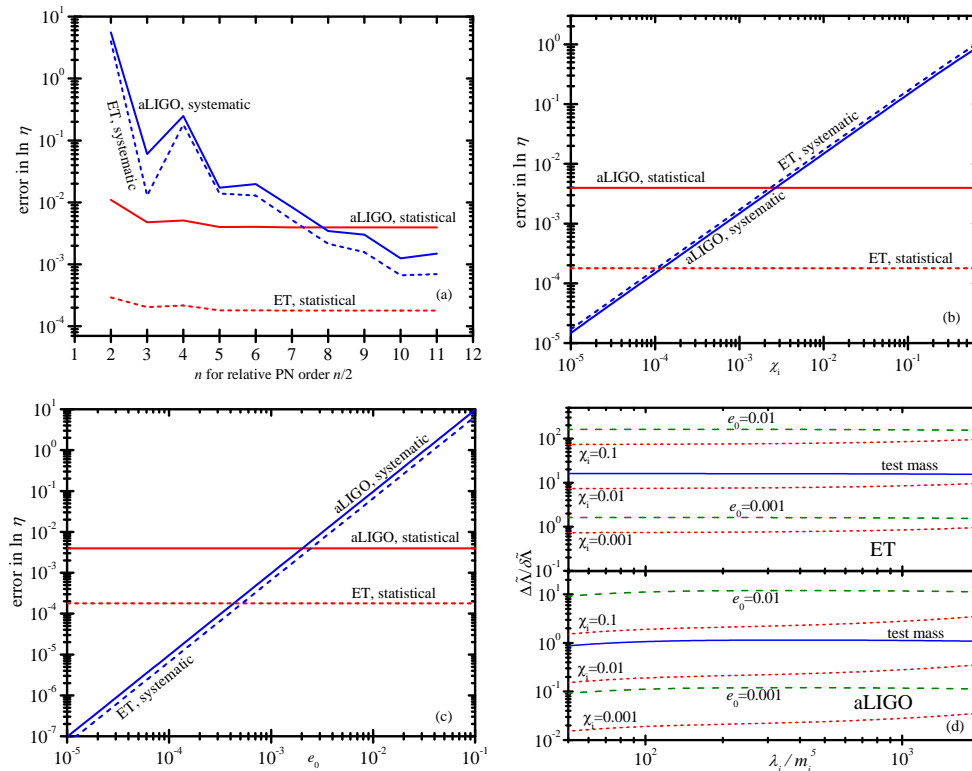 10^1
10^0
10^-1
10^-2
10^-3
10^-4
error in ln η
aLIGO, systematic
ET, systematic
aLIGO, statistical
ET, statistical
(a)
1 2 3 4 5 6 7 8 9 10 11 12
n for relative PN order n/2
10^0
10^-1
10^-2
10^-3
10^-4
10^-5
error in ln η
aLIGO, statistical
ET, systematic
aLIGO, systematic
ET, statistical
(b)
10^-5 10^-4 10^-3 10^-2 10^-1
χ_i
10^1
10^0
10^-1
10^-2
10^-3
10^-4
10^-5
10^-6
10^-7
error in ln η
aLIGO, systematic
aLIGO, statistical
ET, statistical
ET, systematic
(c)
10^-5 10^-4 10^-3 10^-2 10^-1
e_0
10^2
10^1
10^0
10^-1
e_0=0.01
χ_i=0.1
test mass
χ_i=0.01
e_0=0.001
χ_i=0.001
ET
ΔΛ̃/δΛ̃
10^1
10^0
10^-1
10^-2
e_0=0.01
χ_i=0.1
test mass
χ_i=0.01
e_0=0.001
χ_i=0.001
aLIGO
(d)
10^2 10^3
λ_i/m_i^5